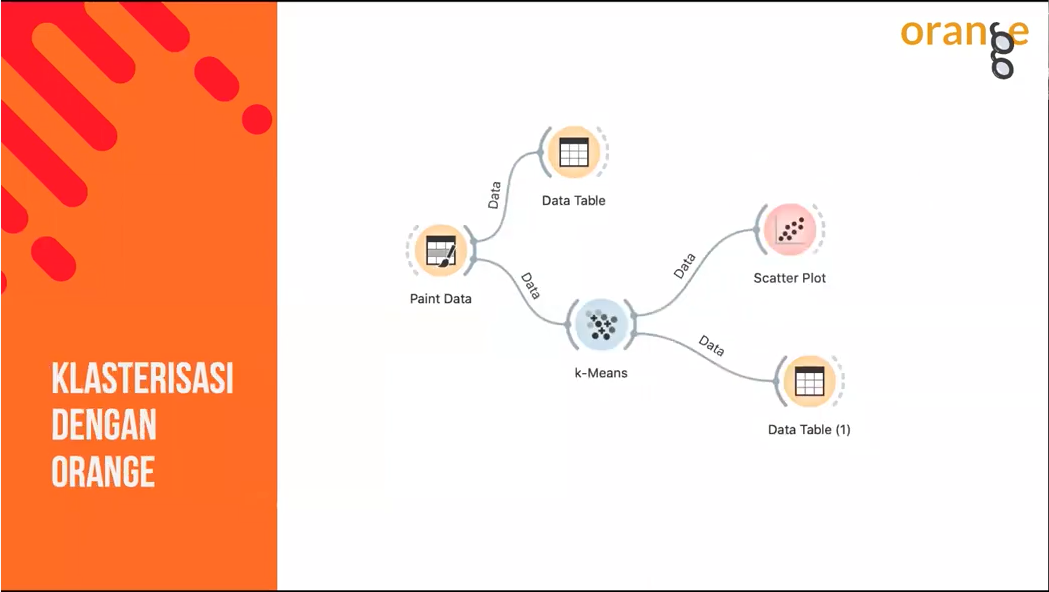 orange
Data Table
Data
Paint Data
Data
Scatter Plot
Data
k-Means
Data
Data Table (1)
KLASTERISASI
DENGAN
ORANGE